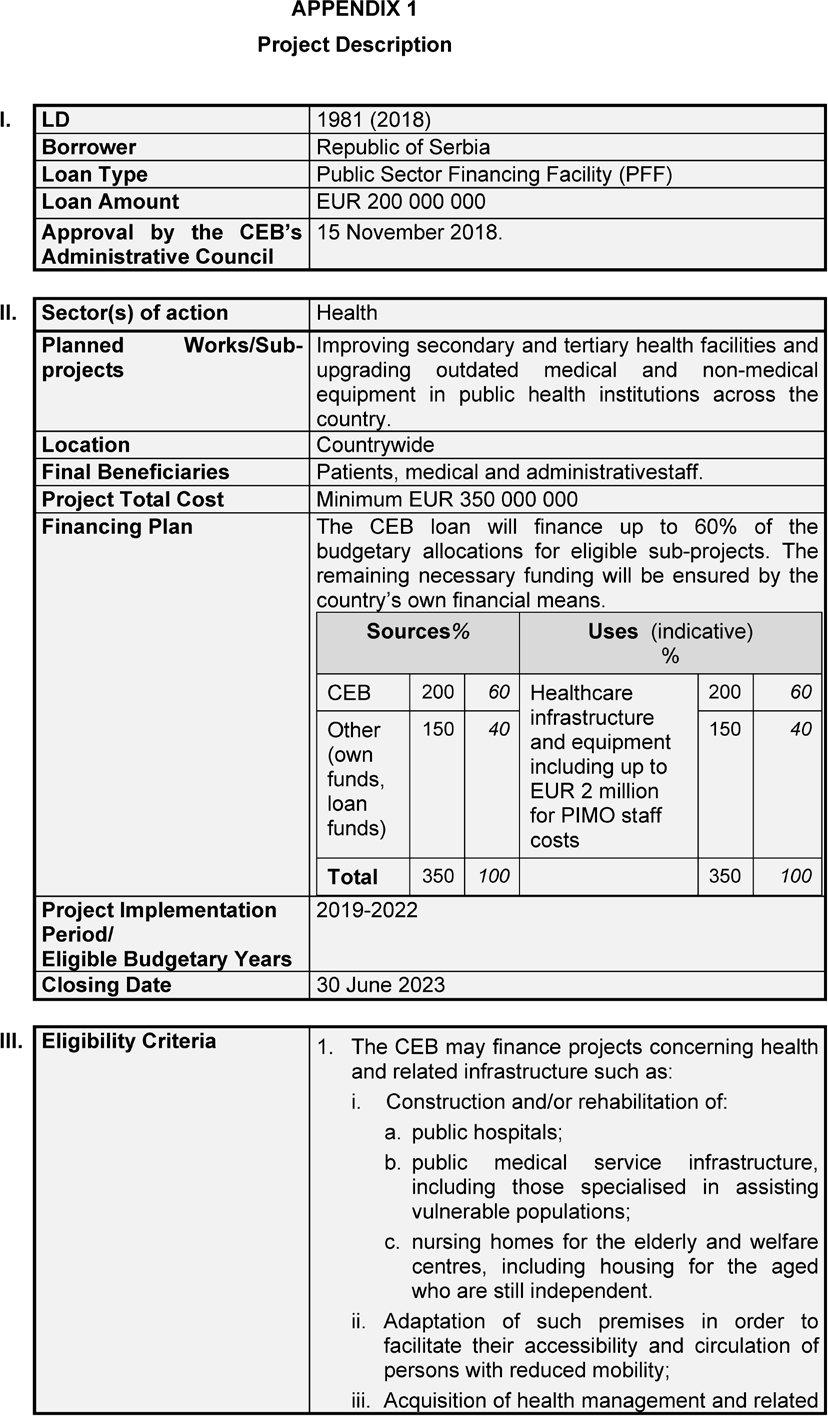 APPENDIX 1
Project Description
I. LD 1981 (2018)
Borrower Republic of Serbia
Loan Type Public Sector Financing Facility (PFF)
Loan Amount EUR 200 000 000
Approval by the CEB's 15 November 2018.
Administrative Council
II. Sector(s) of action Health
Planned Works/Sub- Improving secondary and tertiary health facilities and
projects upgrading outdated medical and non-medical
equipment in public health institutions across the
country.
Location Countrywide
Final Beneficiaries Patients, medical and administrativestaff.
Project Total Cost Minimum EUR 350 000 000
Financing Plan The CEB loan will finance up to 60% of the
budgetary allocations for eligible sub-projects. The
remaining necessary funding will be ensured by the
country's own financial means.
Sources% Uses (indicative)
%
CEB 200 60 Healthcare 200 60
infrastructure
Other 150 40 and equipment 150 40
(own including up to
funds, EUR 2 million
loan for PIMO staff
funds) costs
Total 350 100 350 100
Project Implementation 2019-2022
Period/
Eligible Budgetary Years
Closing Date 30 June 2023
III. Eligibility Criteria 1. The CEB may finance projects concerning health
and related infrastructure such as:
i. Construction and/or rehabilitation of:
a. public hospitals;
b. public medical service infrastructure,
including those specialised in assisting
vulnerable populations;
c. nursing homes for the elderly and welfare
centres, including housing for the aged
who are still independent.
ii. Adaptation of such premises in order to
facilitate their accessibility and circulation of
persons with reduced mobility;
iii. Acquisition of health management and related